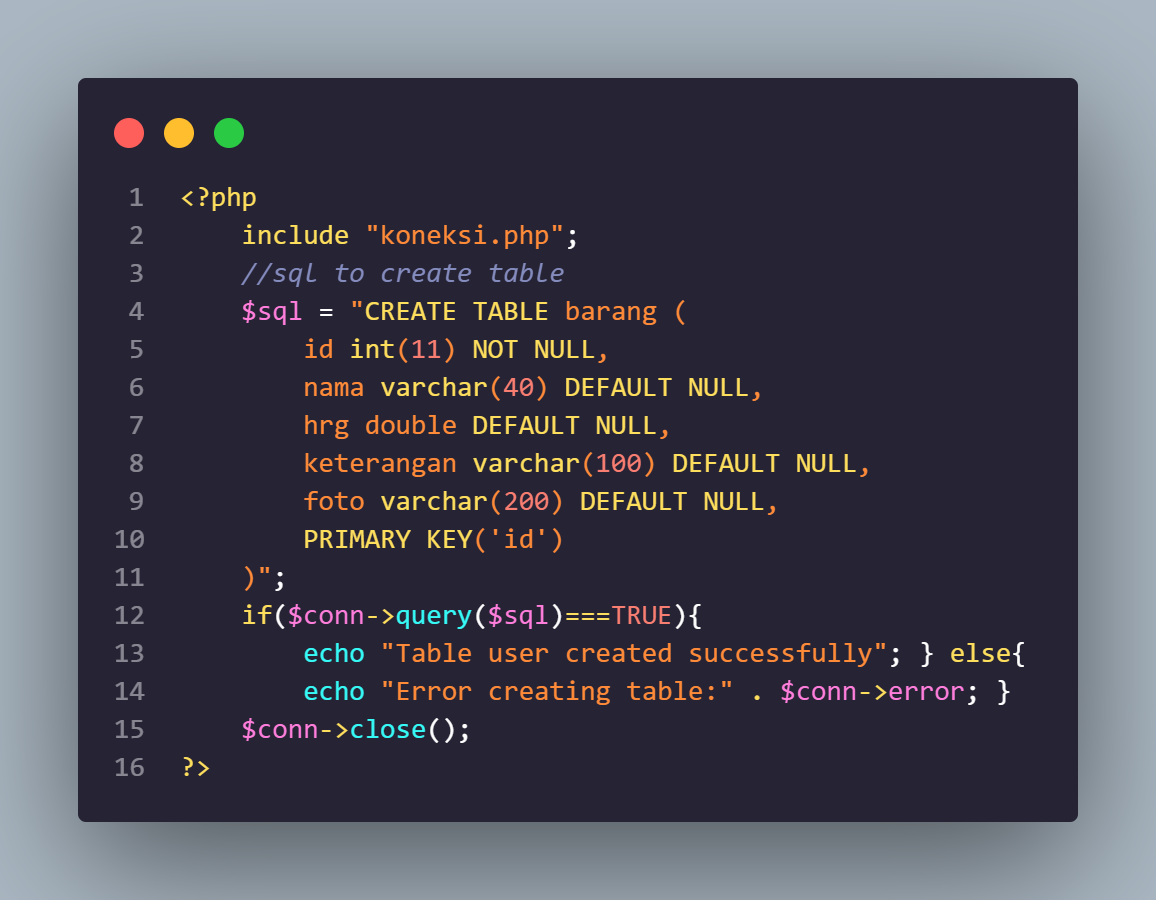 1 <?php
2     include "koneksi.php";
3     //sql to create table
4     $sql = "CREATE TABLE barang (
5         id int(11) NOT NULL,
6         nama varchar(40) DEFAULT NULL,
7         hrg double DEFAULT NULL,
8         keterangan varchar(100) DEFAULT NULL,
9         foto varchar(200) DEFAULT NULL,
10         PRIMARY KEY('id')
11     )";
12     if($conn->query($sql)===TRUE){
13         echo "Table user created successfully"; } else{
14         echo "Error creating table:" . $conn->error; }
15     $conn->close();
16 ?>